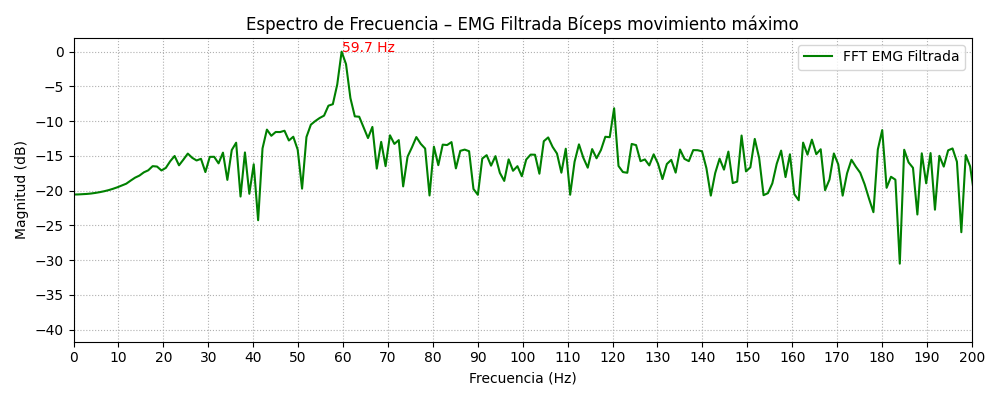 Espectro de Frecuencia – EMG Filtrada Bíceps movimiento máximo
59.7 Hz
FFT EMG Filtrada
Magnitud (dB)
0
−5
−10
−15
−20
−25
−30
−35
−40
0 10 20 30 40 50 60 70 80 90 100 110 120 130 140 150 160 170 180 190 200
Frecuencia (Hz)